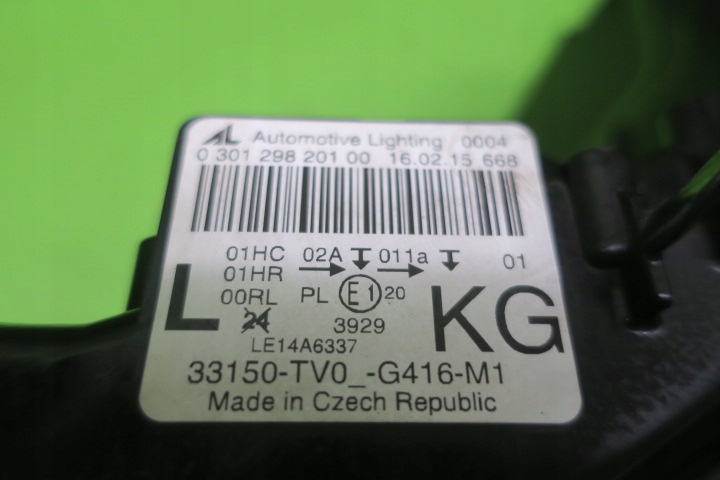 AL Automotive Lighting 0004
0 301 298 201 00 16.02.15 668
01HC 02A 011a 01
01HR
L 00RL PL E1 20 KG
24 3929
LE14A6337
33150-TV0_-G416-M1
Made in Czech Republic